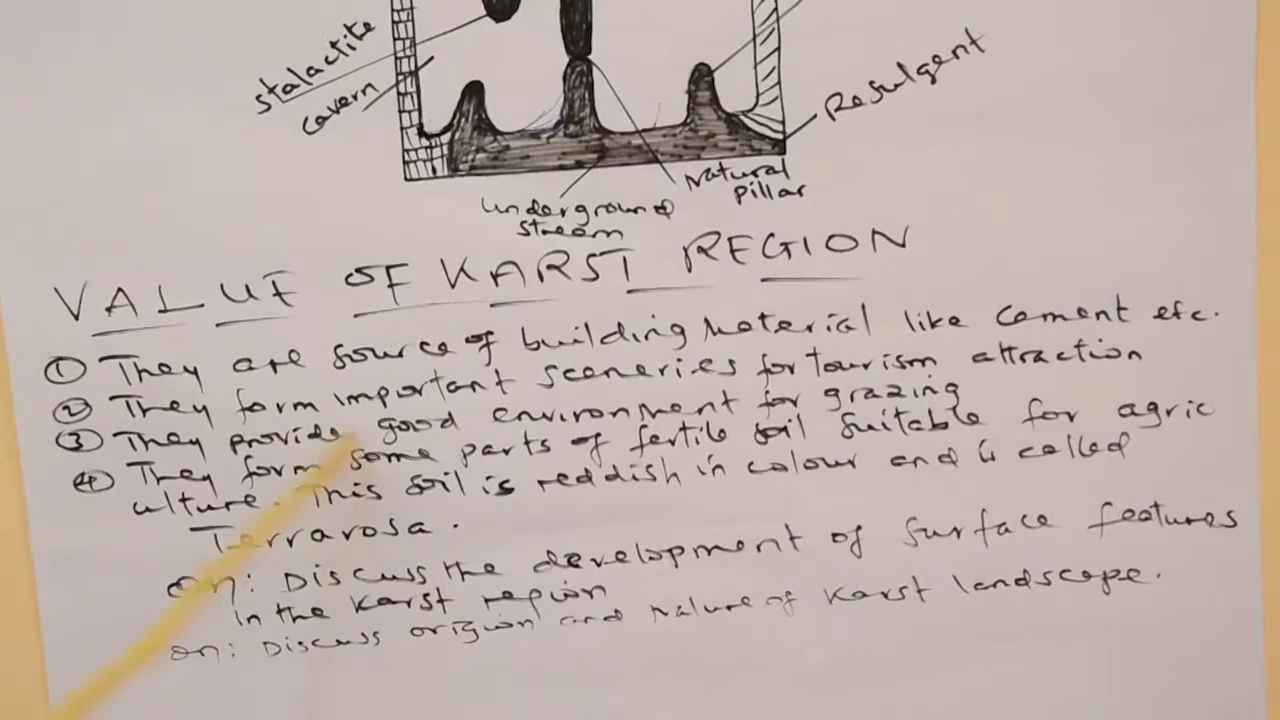 stalactite
cavern
Resulgent
Natural
pillar
underground
stream
VALUE OF KARST REGION
① They are source of building material like cement etc.
② They form important sceneries for tourism attraction
③ They provide good environment for grazing
④ They form some parts of fertile soil suitable for agric
ulture. This soil is reddish in colour and is called
Terrarosa.
Qn: Discuss the development of surface features
in the Karst region
Qn: Discuss origion and nature of Karst landscape.